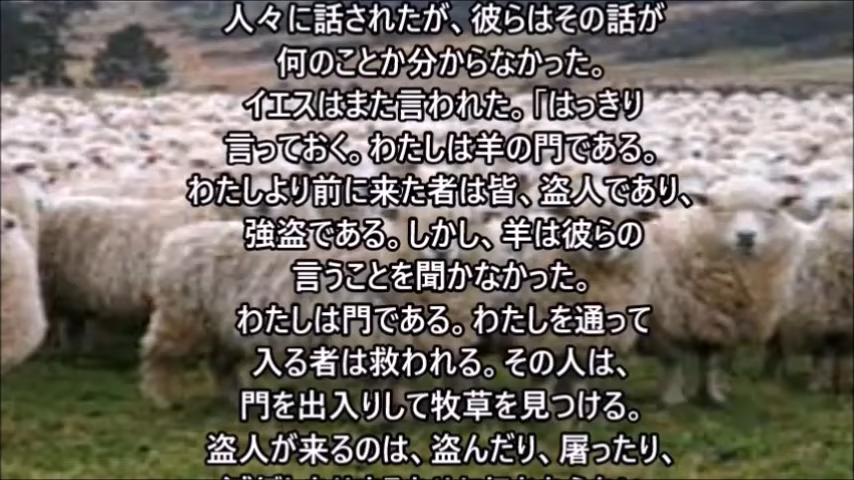 人々に話されたが、彼らはその話が
何のことか分からなかった。
イエスはまた言われた。「はっきり
言っておく。わたしは羊の門である。
わたしより前に来た者は皆、盗人であり、
強盗である。しかし、羊は彼らの
言うことを聞かなかった。
わたしは門である。わたしを通って
入る者は救われる。その人は、
門を出入りして牧草を見つける。
盗人が来るのは、盗んだり、屠ったり、